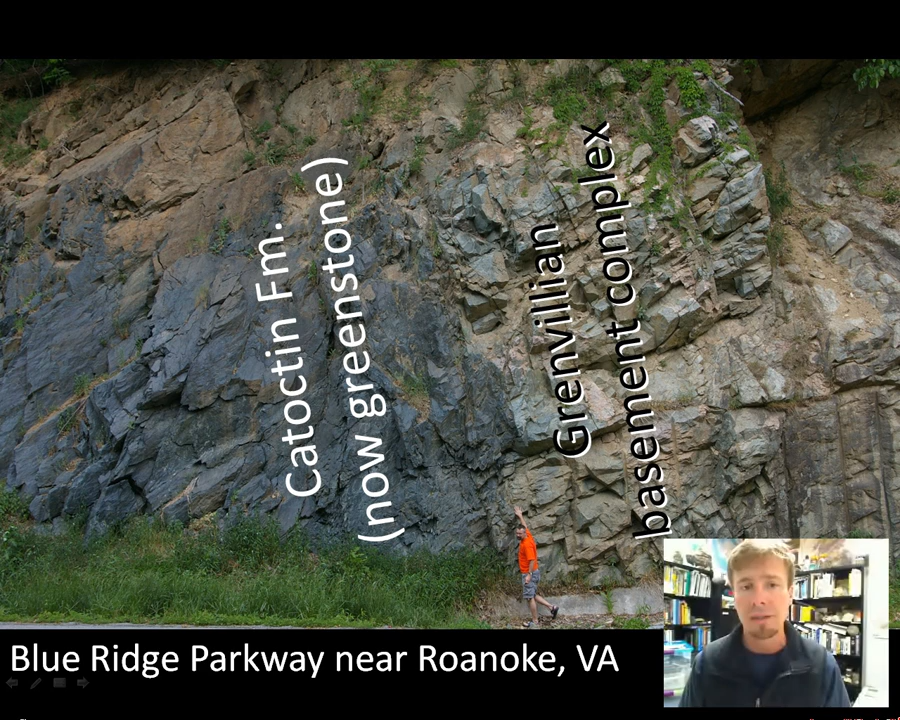 Catoctin Fm.
(now greenstone)
Grenvillian
basement complex
Blue Ridge Parkway near Roanoke, VA